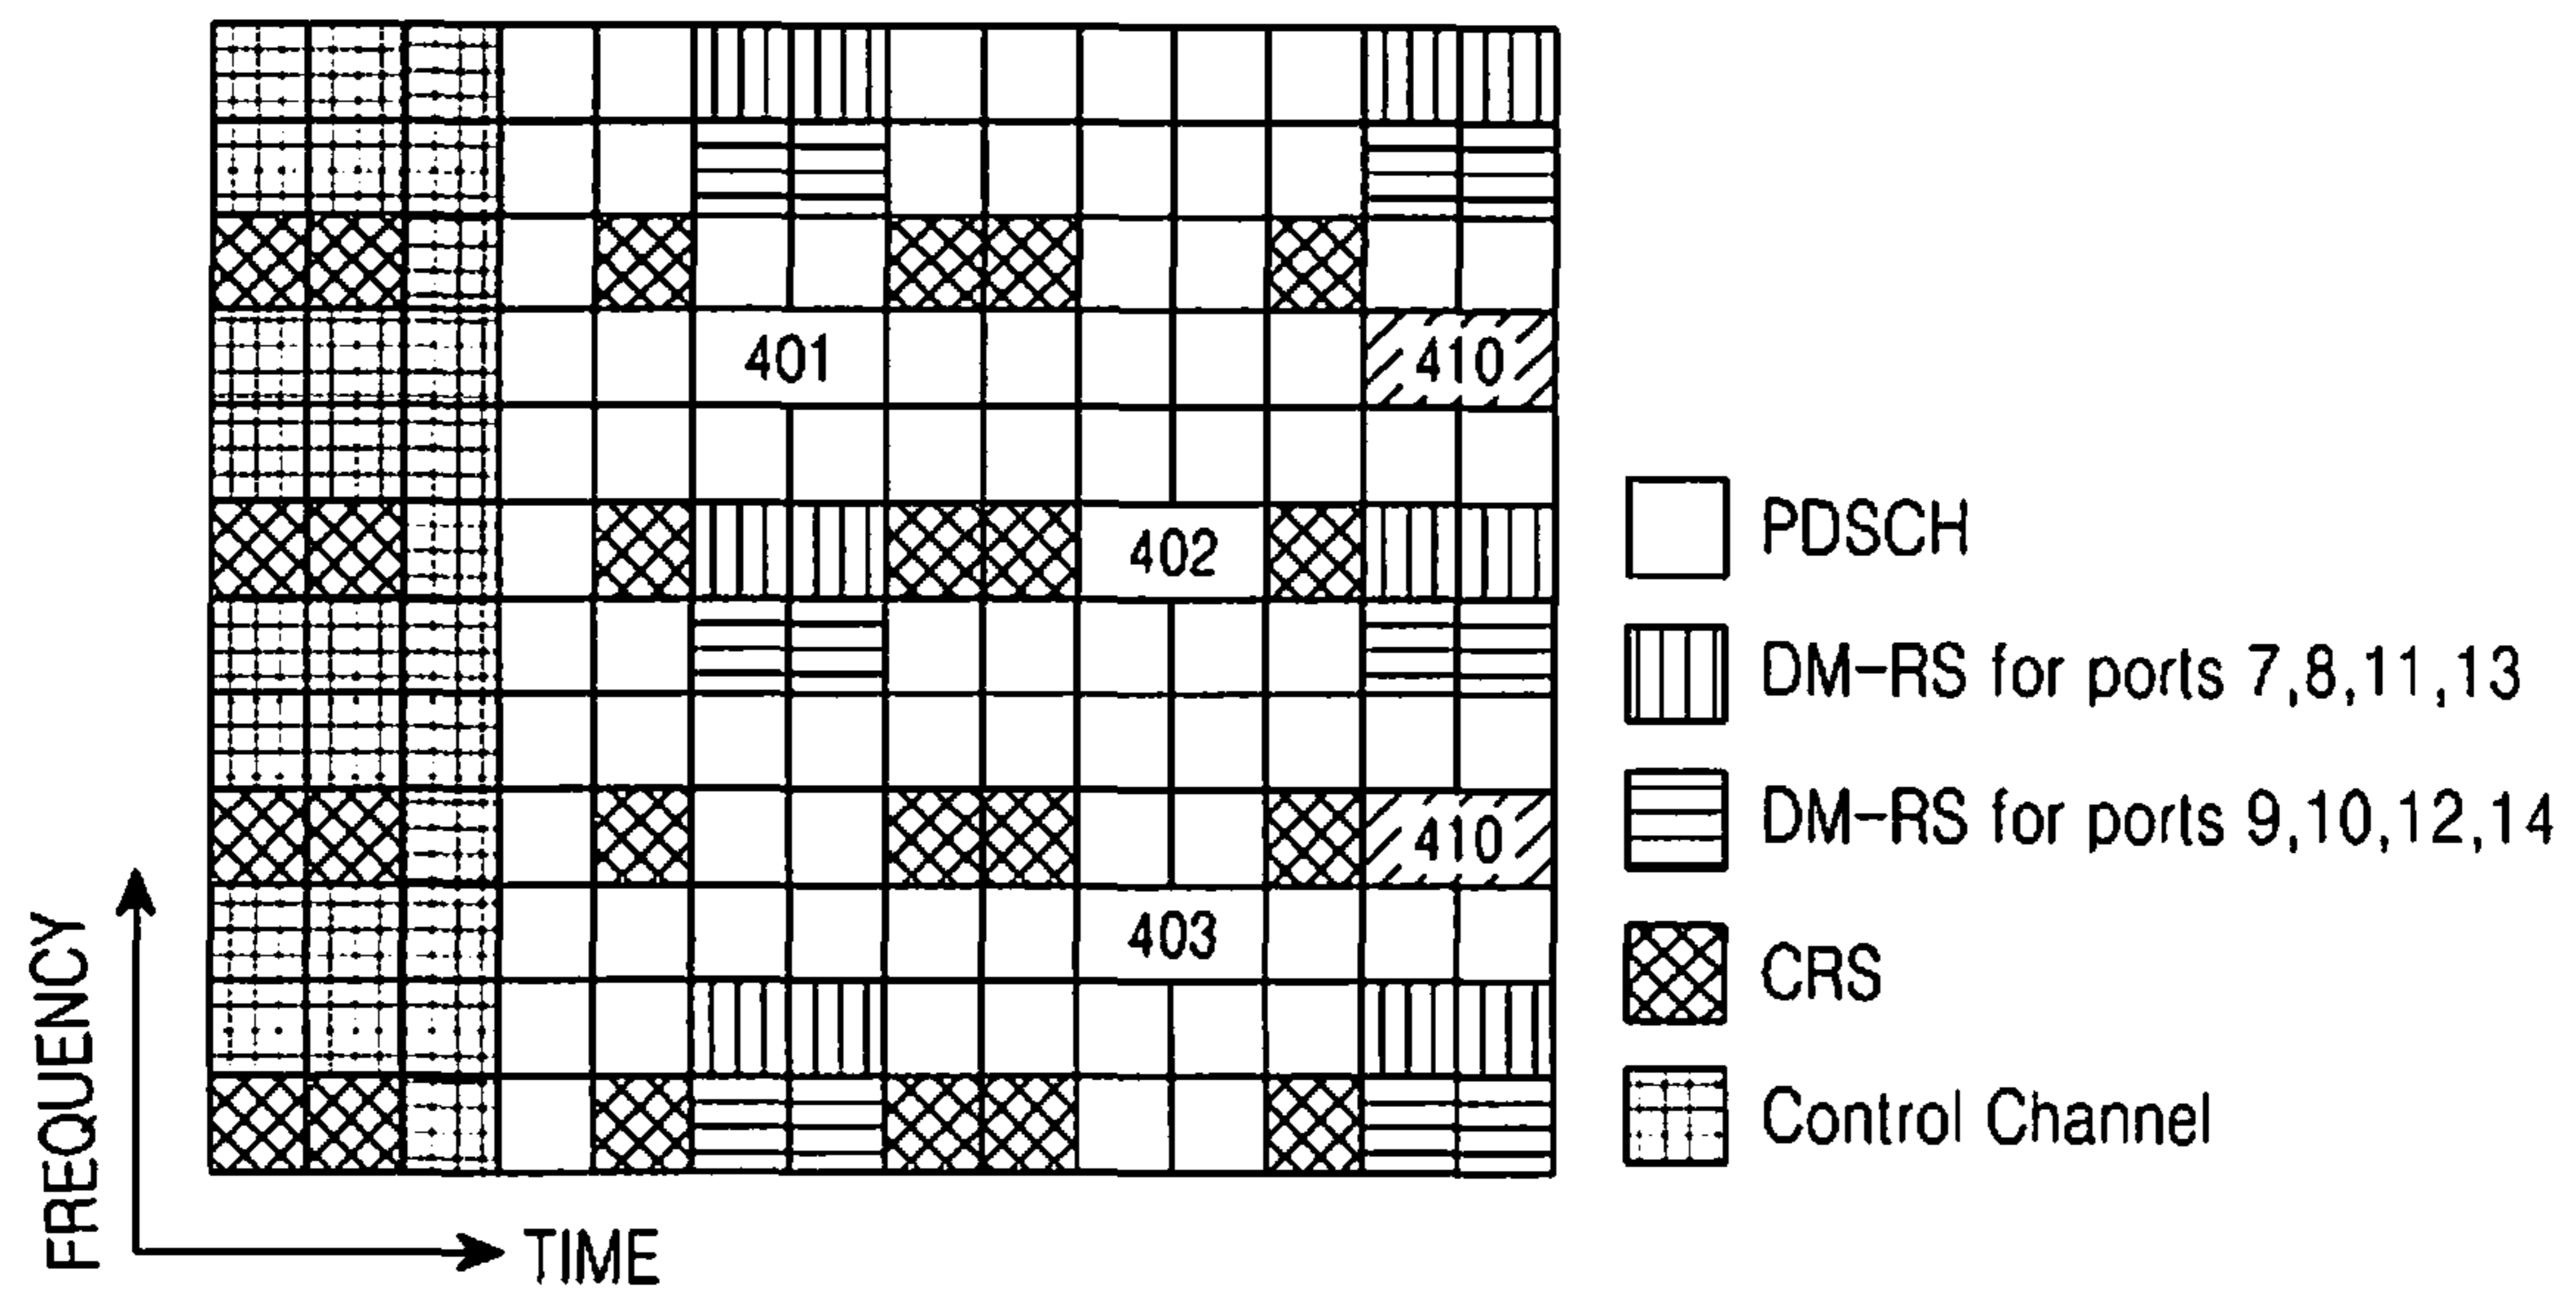 401
410
402
410
403
PDSCH
DM-RS for ports 7,8,11,13
DM-RS for ports 9,10,12,14
CRS
Control Channel
FREQUENCY
TIME